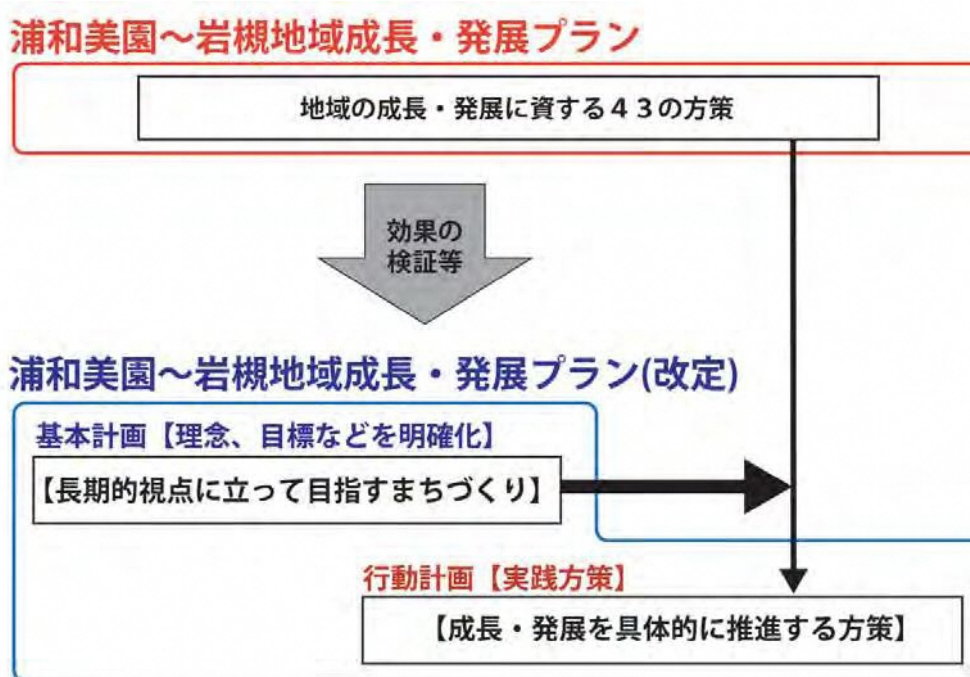 浦和美園～岩槻地域成長・発展プラン
地域の成長・発展に資する４３の方策
効果の
検証等
浦和美園～岩槻地域成長・発展プラン(改定)
基本計画【理念、目標などを明確化】
【長期的視点に立って目指すまちづくり】
行動計画【実践方策】
【成長・発展を具体的に推進する方策】